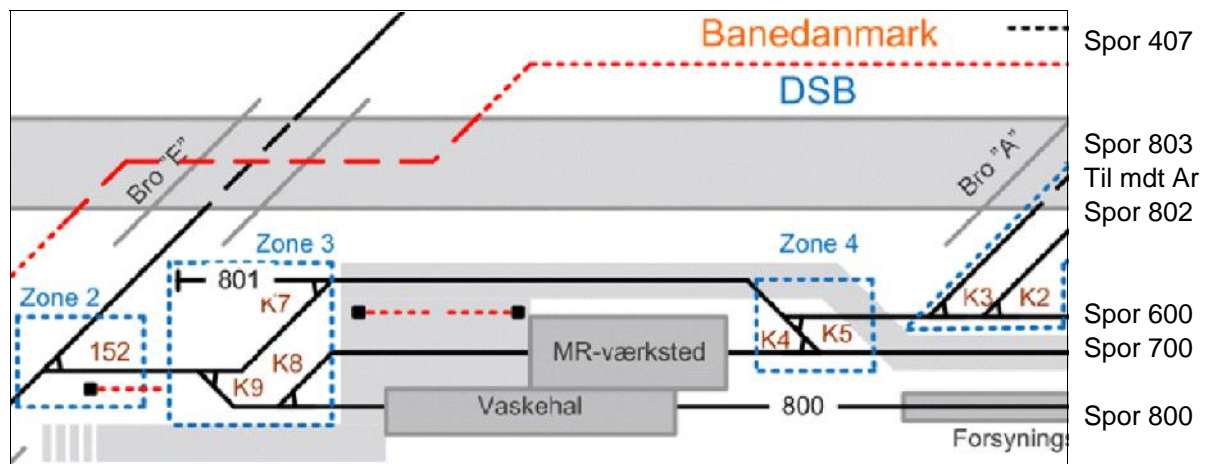 Banedanmark
Spor 407
DSB
Bro "E"
Bro "A"
Spor 803
Til mdt Ar
Spor 802
Zone 3
Zone 4
801
Zone 2
K7
K3
K2
Spor 600
152
K4
K5
MR-værksted
Spor 700
K8
K9
Vaskehal
800
Spor 800
Forsynings